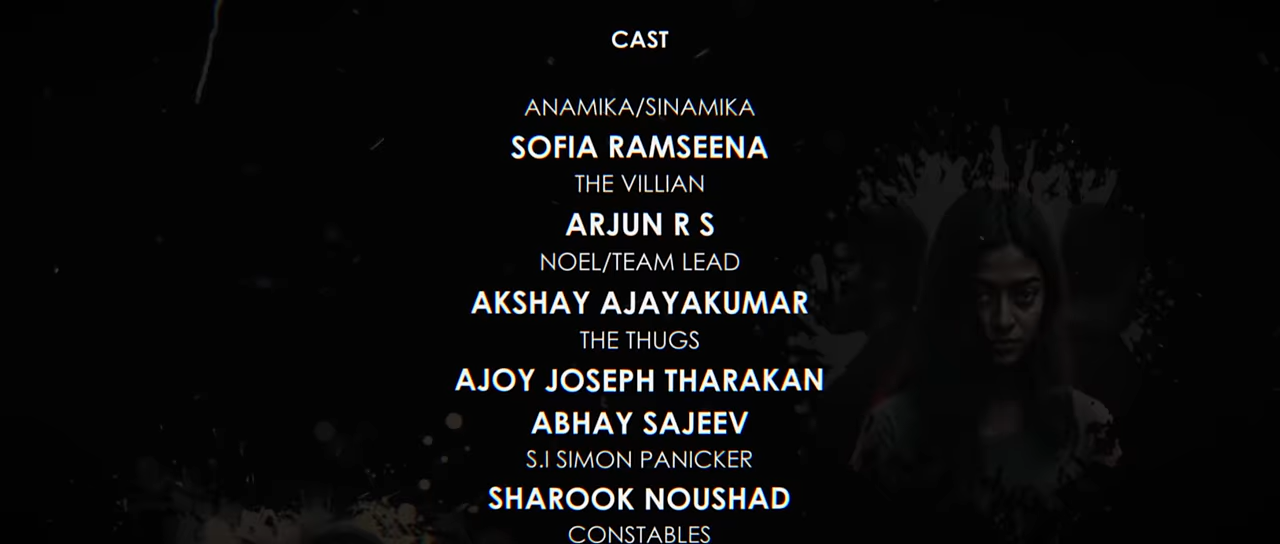 CAST
ANAMIKA/SINAMIKA
SOFIA RAMSEENA
THE VILLIAN
ARJUN R S
NOEL/TEAM LEAD
AKSHAY AJAYAKUMAR
THE THUGS
AJOY JOSEPH THARAKAN
ABHAY SAJEEV
S.I SIMON PANICKER
SHAROOK NOUSHAD
CONSTABLES